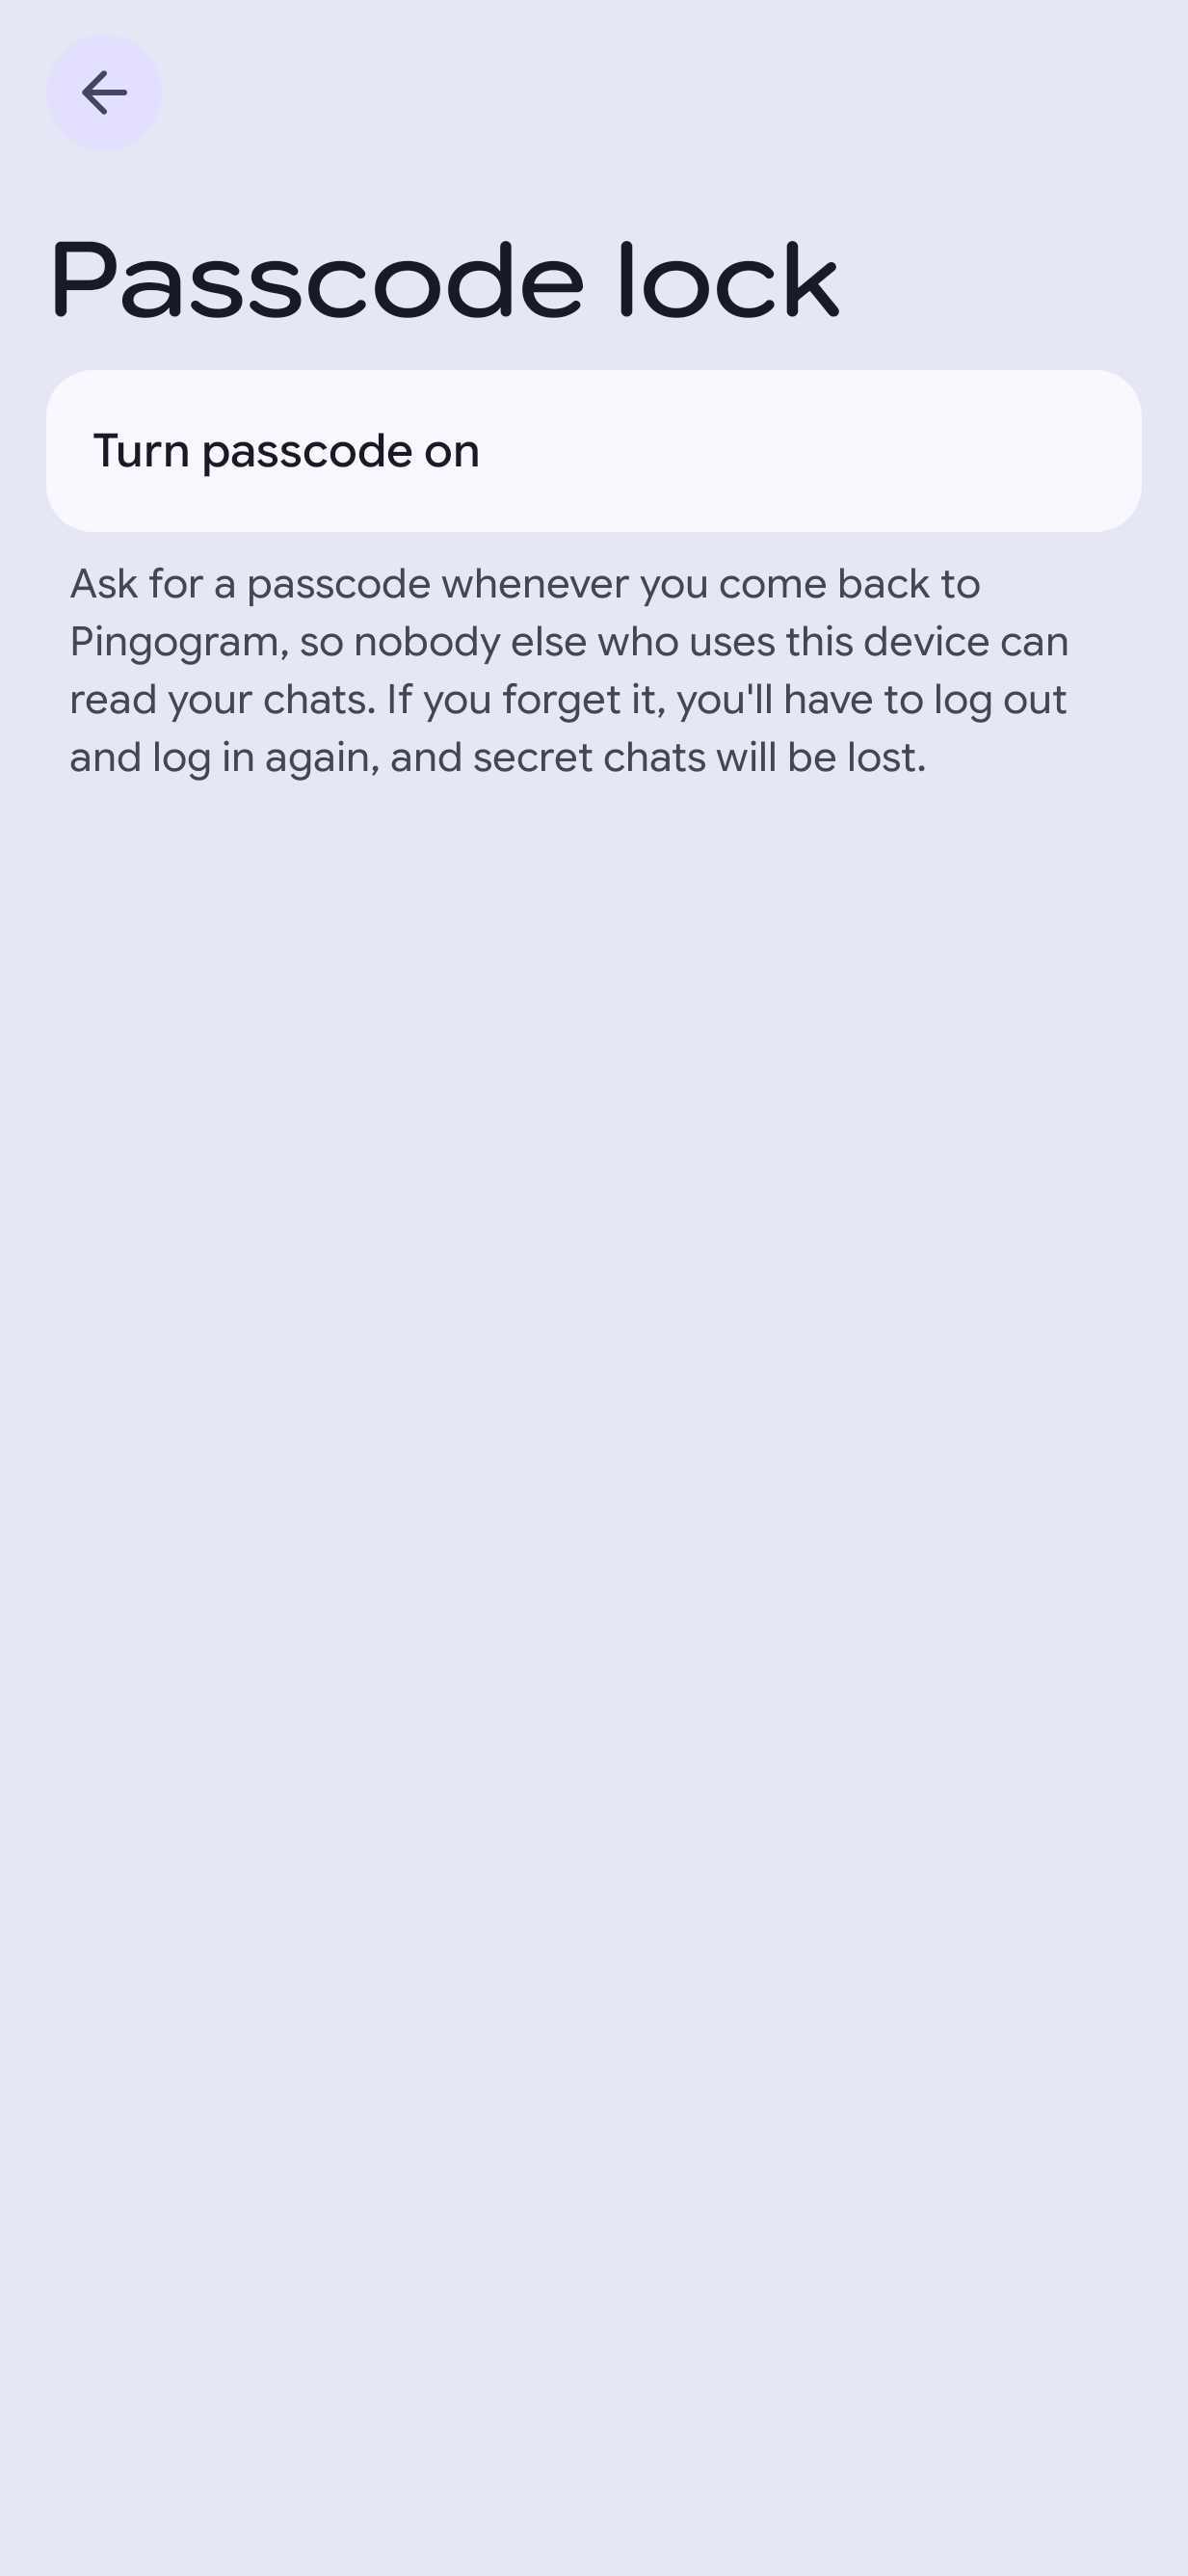 Passcode lock
Turn passcode on
Ask for a passcode whenever you come back to
Pingogram, so nobody else who uses this device can
read your chats. If you forget it, you'll have to log out
and log in again, and secret chats will be lost.